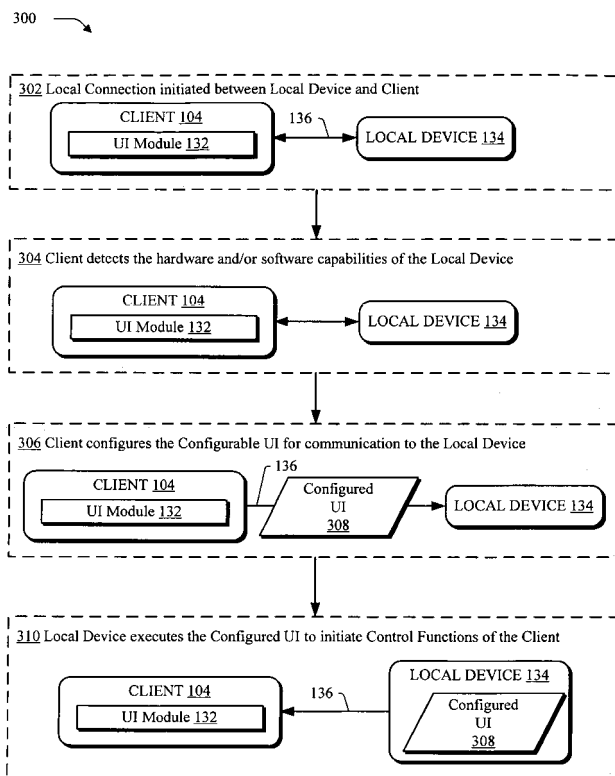 300
302 Local Connection initiated between Local Device and Client
CLIENT 104
UI Module 132
136
LOCAL DEVICE 134
304 Client detects the hardware and/or software capabilities of the Local Device
CLIENT 104
UI Module 132
LOCAL DEVICE 134
306 Client configures the Configurable UI for communication to the Local Device
CLIENT 104
UI Module 132
136
Configured
UI
308
LOCAL DEVICE 134
310 Local Device executes the Configured UI to initiate Control Functions of the Client
CLIENT 104
UI Module 132
136
LOCAL DEVICE 134
Configured
UI
308